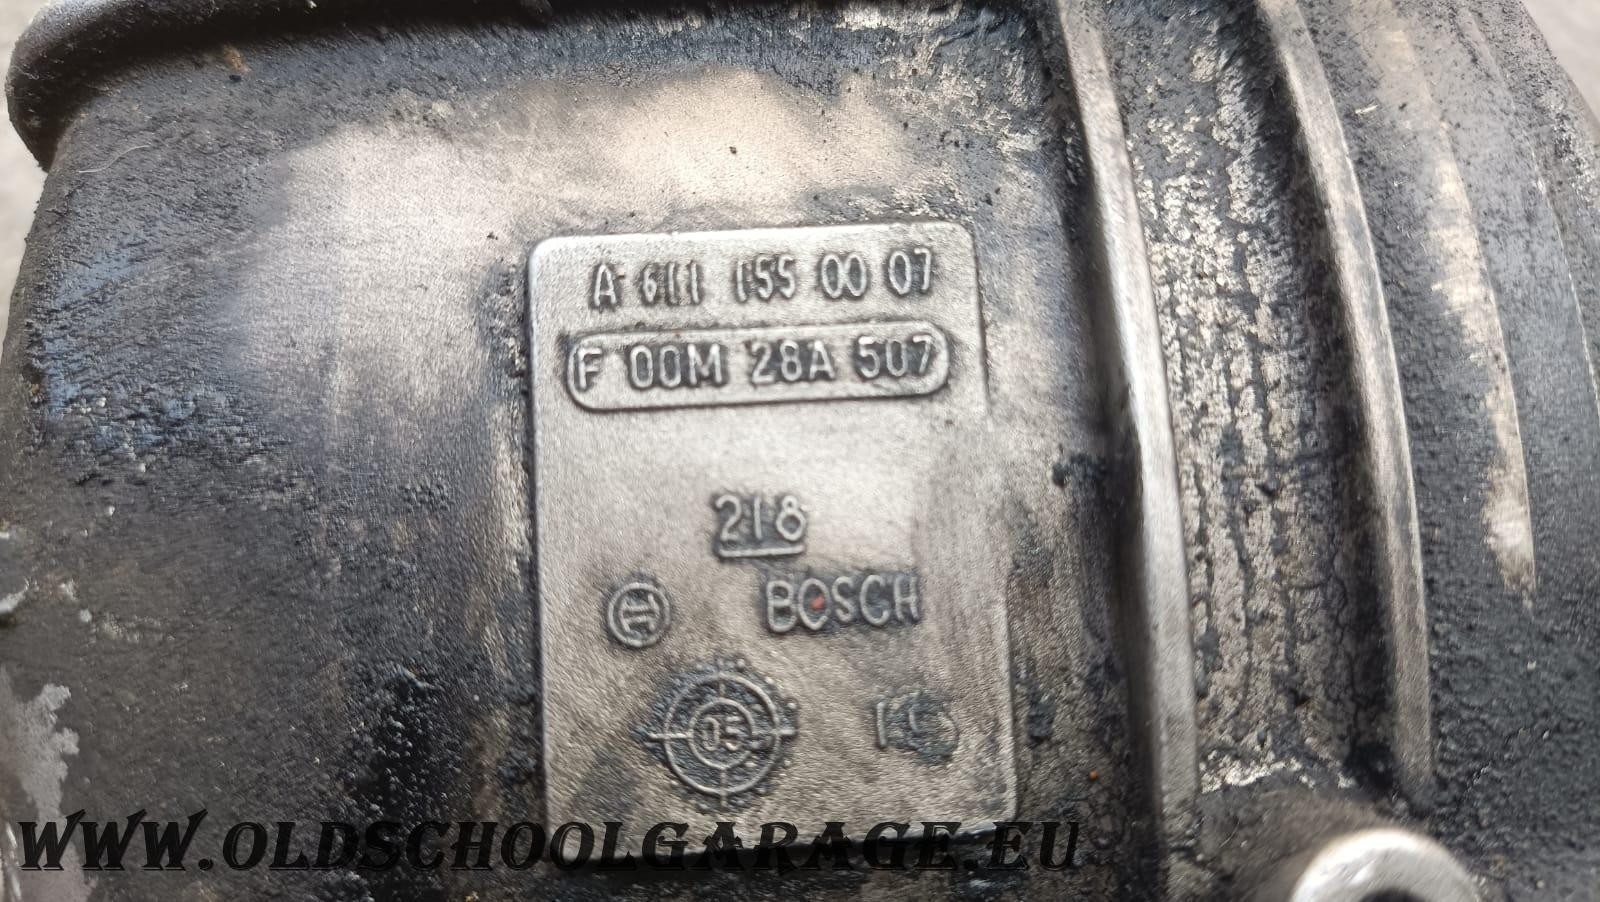 A 611 155 00 07
F 00M 28A 507
218
BOSCH
05
WWW.OLDSCHOOLGARAGE.EU